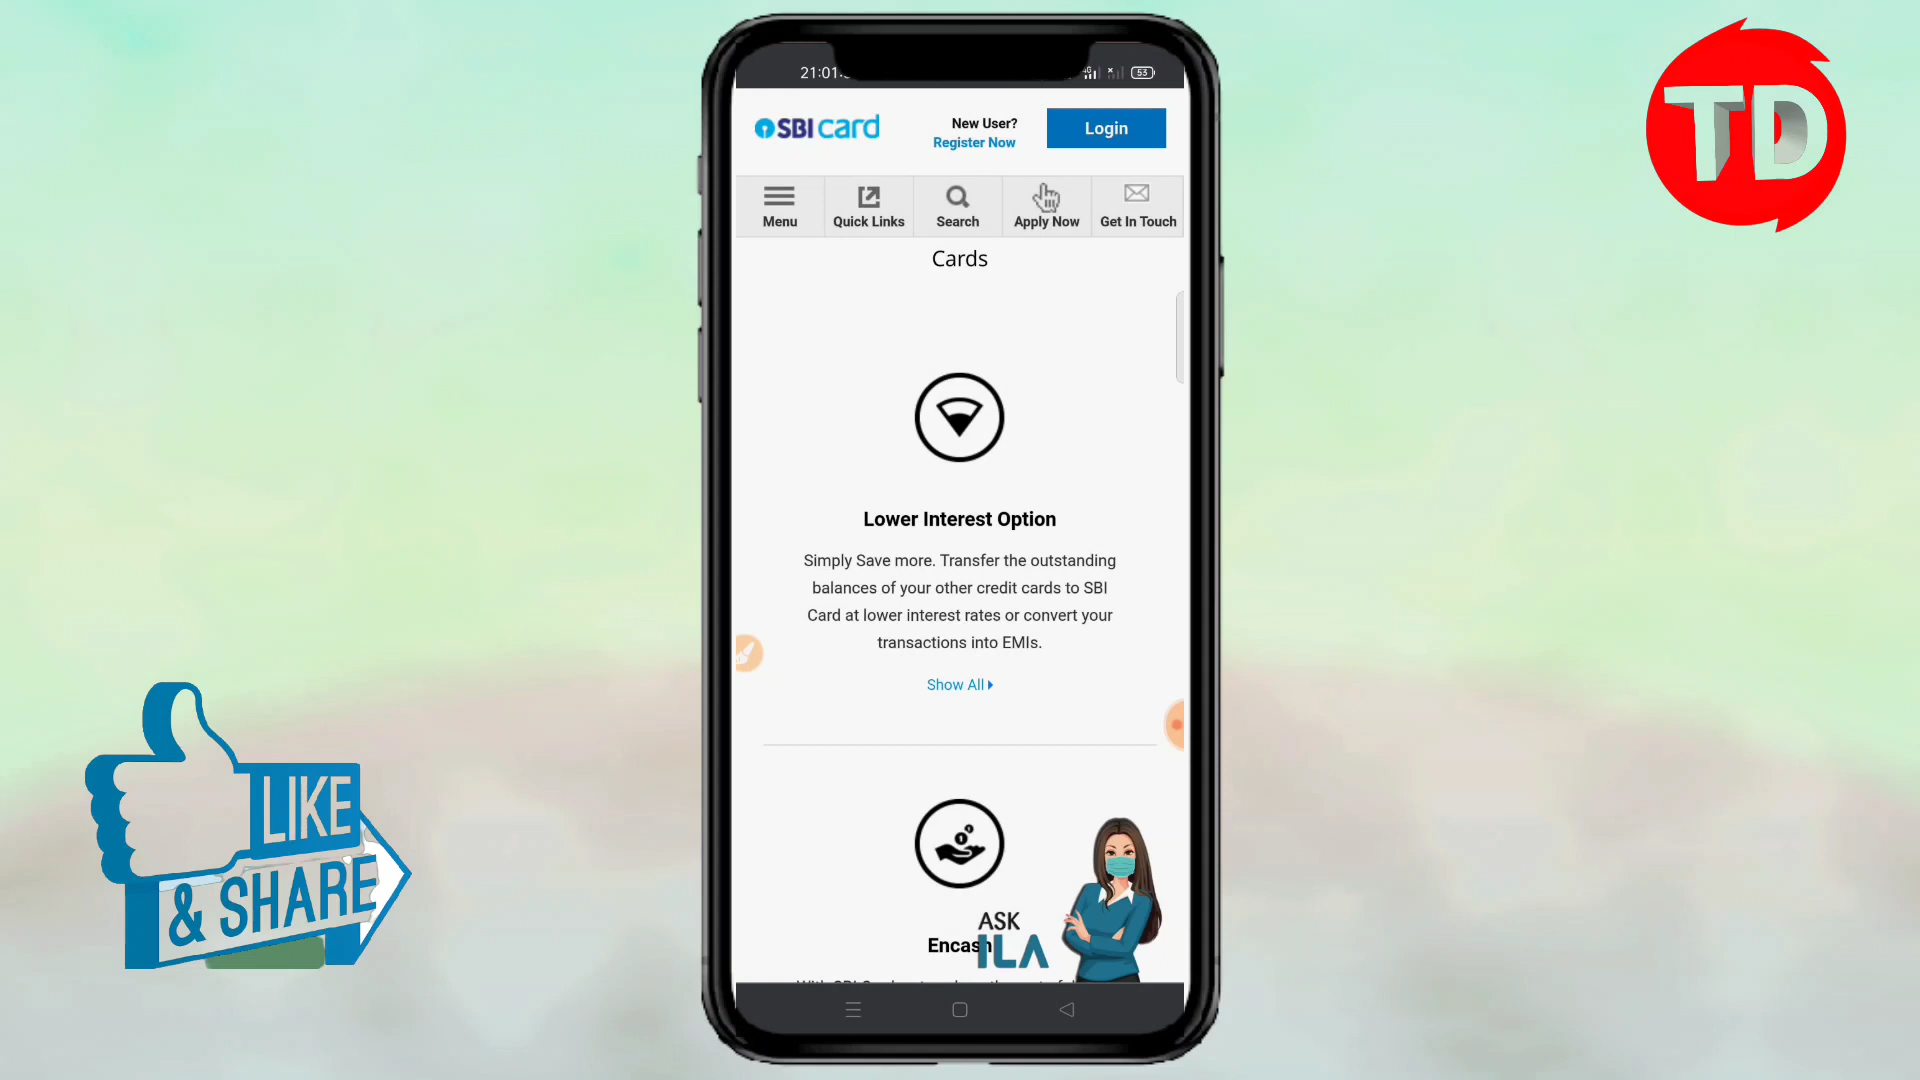 TD
21:01
53
SBI card
New User?
Register Now
Login
Menu
Quick Links
Search
Apply Now
Get In Touch
Cards
Lower Interest Option
Simply Save more. Transfer the outstanding
balances of your other credit cards to SBI
Card at lower interest rates or convert your
transactions into EMIs.
Show All
ASK
ILA
Encash
LIKE
& SHARE